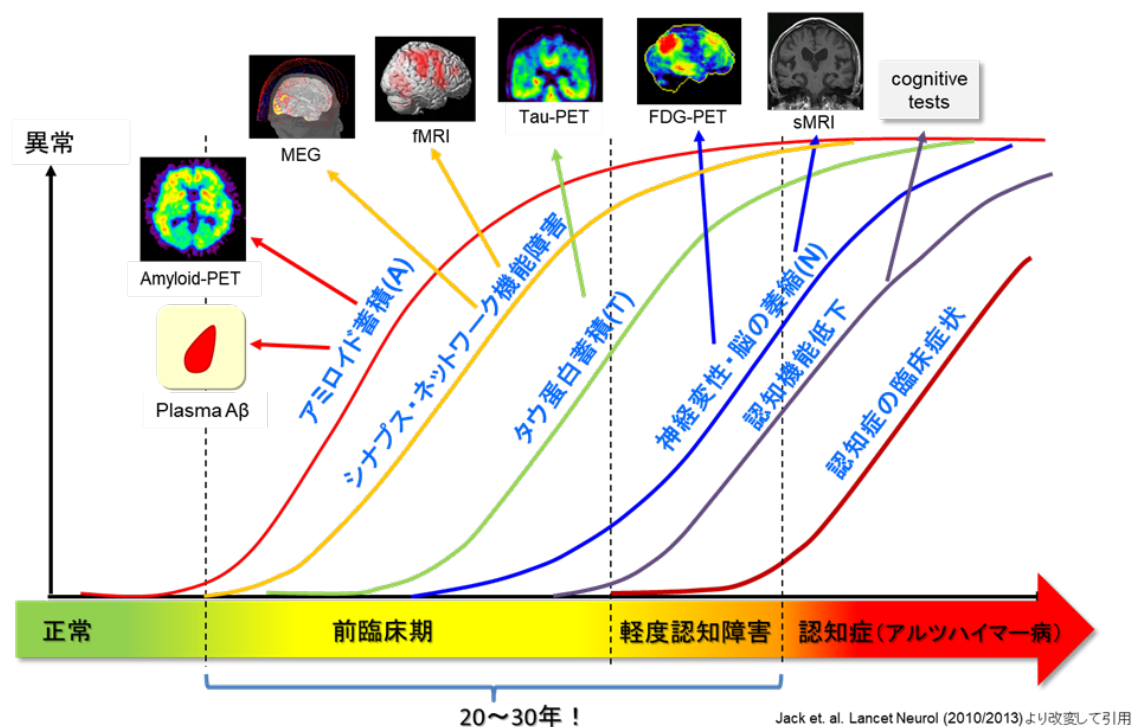 異常
MEG
fMRI
Tau-PET
FDG-PET
sMRI
cognitive
tests
Amyloid-PET
Plasma Aβ
アミロイド蓄積(A)
シナプス・ネットワーク機能障害
タウ蛋白蓄積(T)
神経変性・脳の萎縮(N)
認知機能低下
認知症の臨床症状
正常
前臨床期
軽度認知障害
認知症(アルツハイマー病)
20～30年！
Jack et. al. Lancet Neurol (2010/2013)より改変して引用